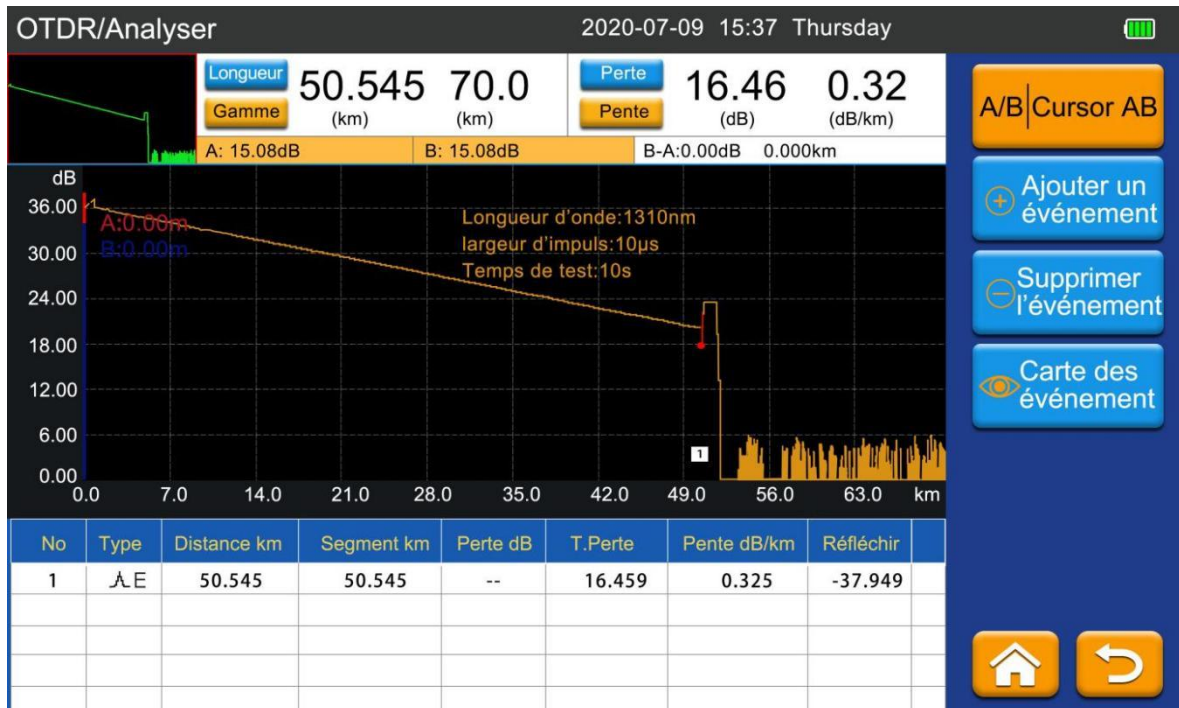 OTDR/Analyser 2020-07-09 15:37 Thursday
Longueur 50.545 70.0 Perte 16.46 0.32
Gamme (km) (km) Pente (dB) (dB/km)
A: 15.08dB B: 15.08dB B-A:0.00dB 0.000km
A/B Cursor AB
Ajouter un
événement
Supprimer
l'événement
Carte des
événement
dB
36.00
30.00
24.00
18.00
12.00
6.00
0.00
A:0.00m
B:0.00m
Longueur d'onde:1310nm
largeur d'impuls:10µs
Temps de test:10s
1
0.0 7.0 14.0 21.0 28.0 35.0 42.0 49.0 56.0 63.0 km
No Type Distance km Segment km Perte dB T.Perte Pente dB/km Réfléchir
1 E 50.545 50.545 -- 16.459 0.325 -37.949